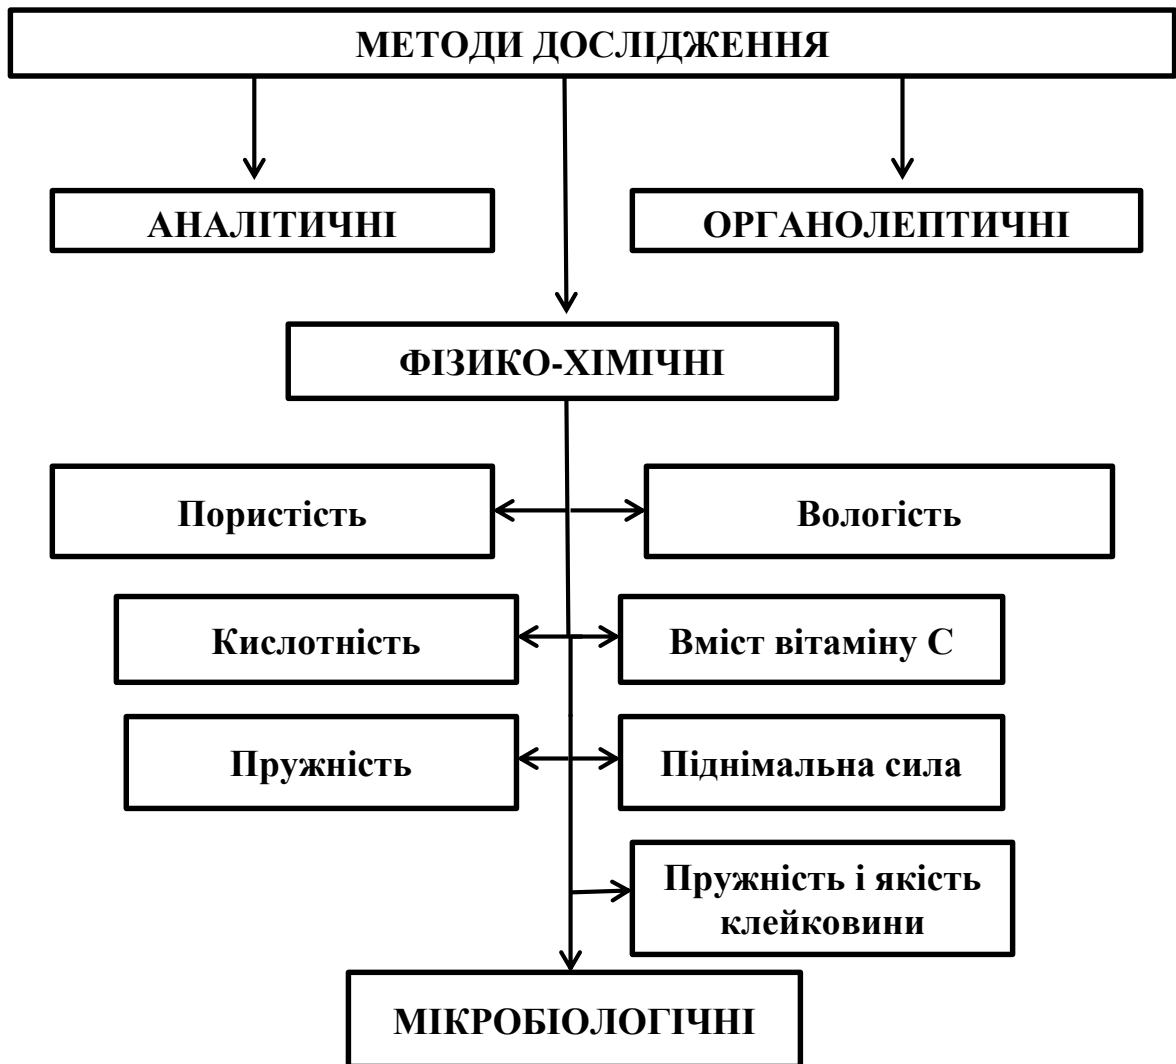 МЕТОДИ ДОСЛІДЖЕННЯ
АНАЛІТИЧНІ
ОРГАНОЛЕПТИЧНІ
ФІЗИКО-ХІМІЧНІ
Пористість
Вологість
Кислотність
Вміст вітаміну С
Пружність
Піднімальна сила
Пружність і якість
клейковини
МІКРОБІОЛОГІЧНІ